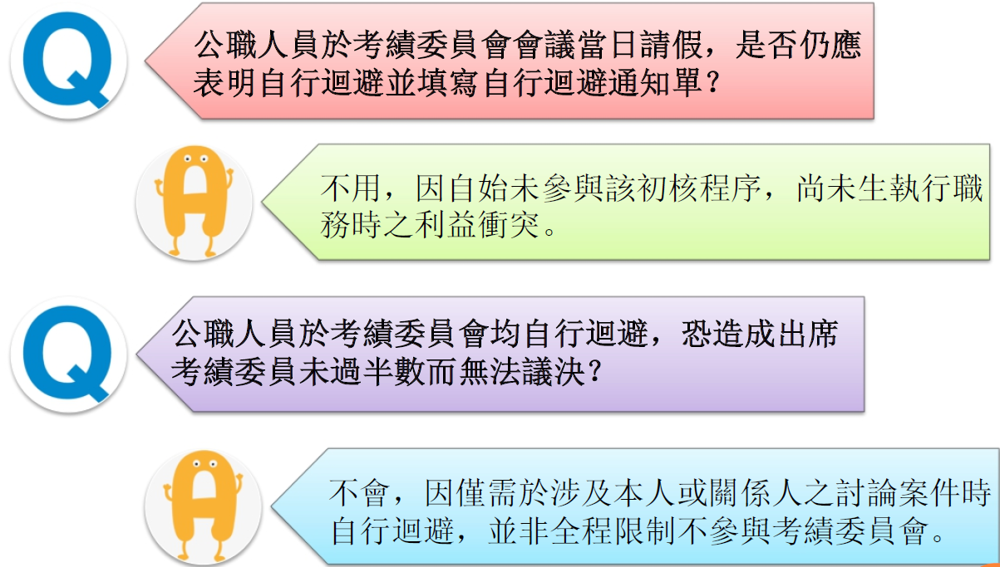 Q
公職人員於考績委員會會議當日請假，是否仍應
表明自行迴避並填寫自行迴避通知單？
A
不用，因自始未參與該初核程序，尚未生執行職
務時之利益衝突。
Q
公職人員於考績委員會均自行迴避，恐造成出席
考績委員未過半數而無法議決？
A
不會，因僅需於涉及本人或關係人之討論案件時
自行迴避，並非全程限制不參與考績委員會。